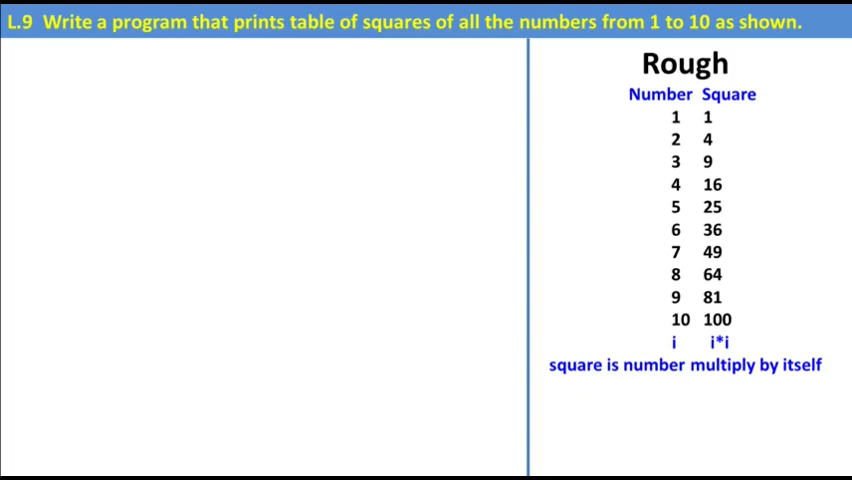 L.9 Write a program that prints table of squares of all the numbers from 1 to 10 as shown.
Rough
Number Square
1 1
2 4
3 9
4 16
5 25
6 36
7 49
8 64
9 81
10 100
i i*i
square is number multiply by itself